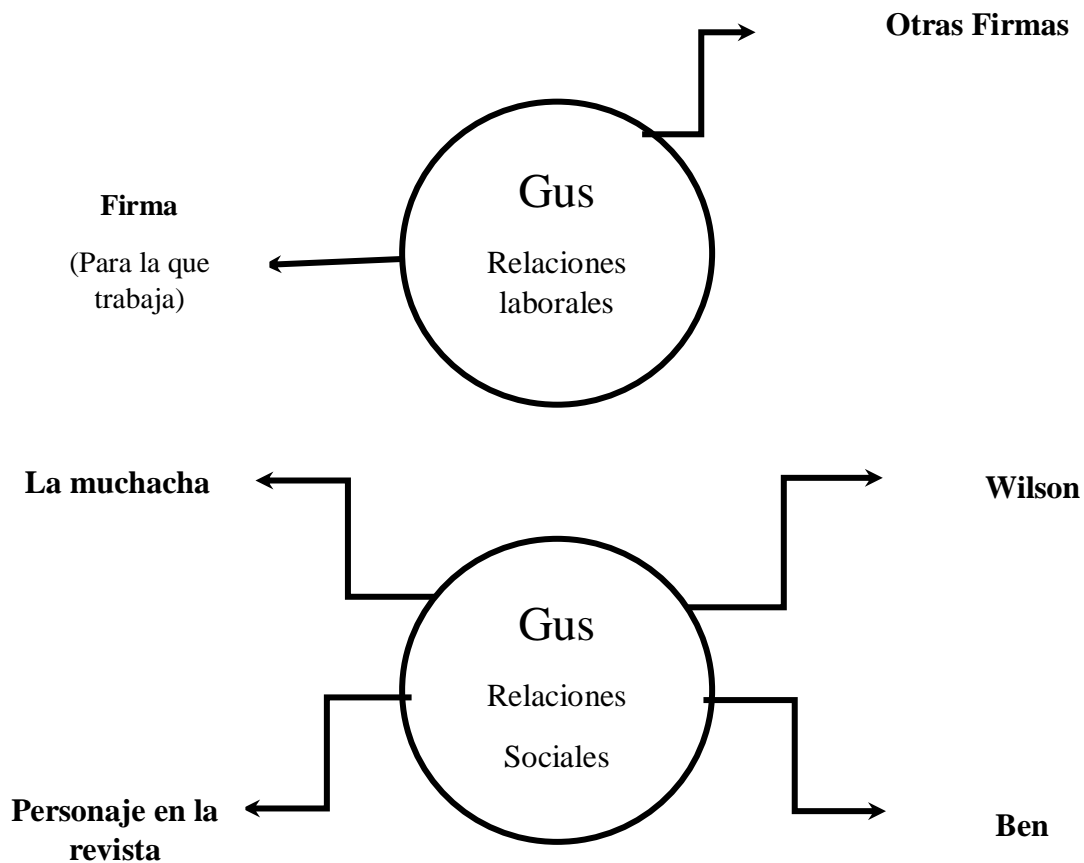 Otras Firmas
Gus
Relaciones
laborales
Firma
(Para la que
trabaja)
La muchacha
Wilson
Gus
Relaciones
Sociales
Personaje en la
revista
Ben